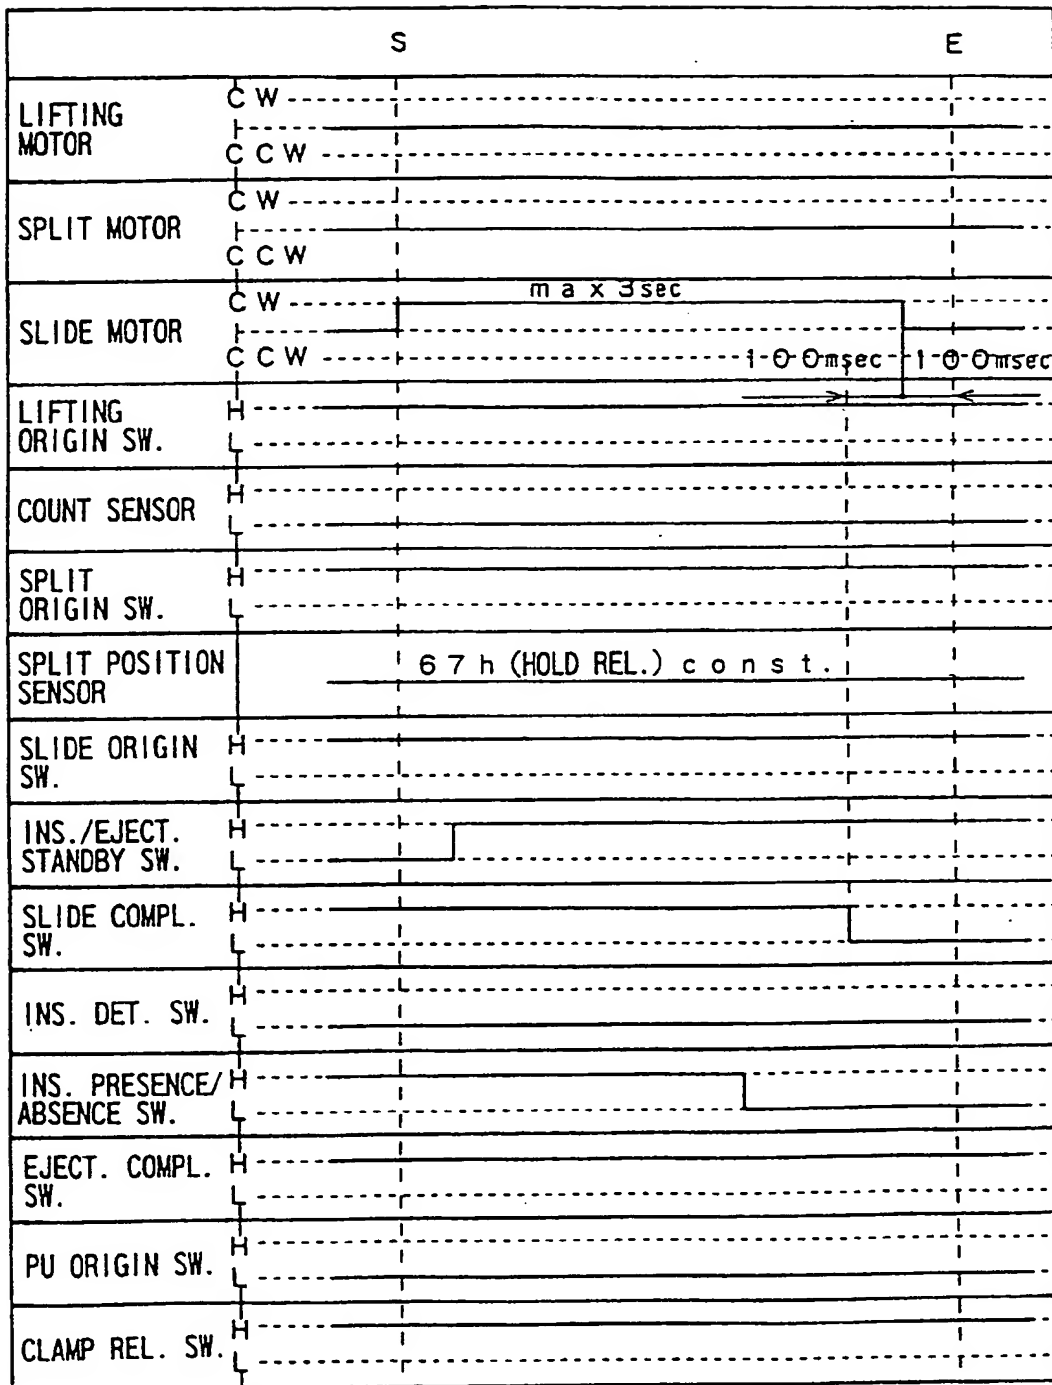 S E
LIFTING MOTOR CW
CCW
SPLIT MOTOR CW
CCW
SLIDE MOTOR CW
max 3sec
CCW
100msec 100msec
LIFTING ORIGIN SW. H
L
COUNT SENSOR H
L
SPLIT ORIGIN SW. H
L
SPLIT POSITION SENSOR
67h (HOLD REL.) const.
SLIDE ORIGIN SW. H
L
INS./EJECT. STANDBY SW. H
L
SLIDE COMPL. SW. H
L
INS. DET. SW. H
L
INS. PRESENCE/ ABSENCE SW. H
L
EJECT. COMPL. SW. H
L
PU ORIGIN SW. H
L
CLAMP REL. SW. H
L